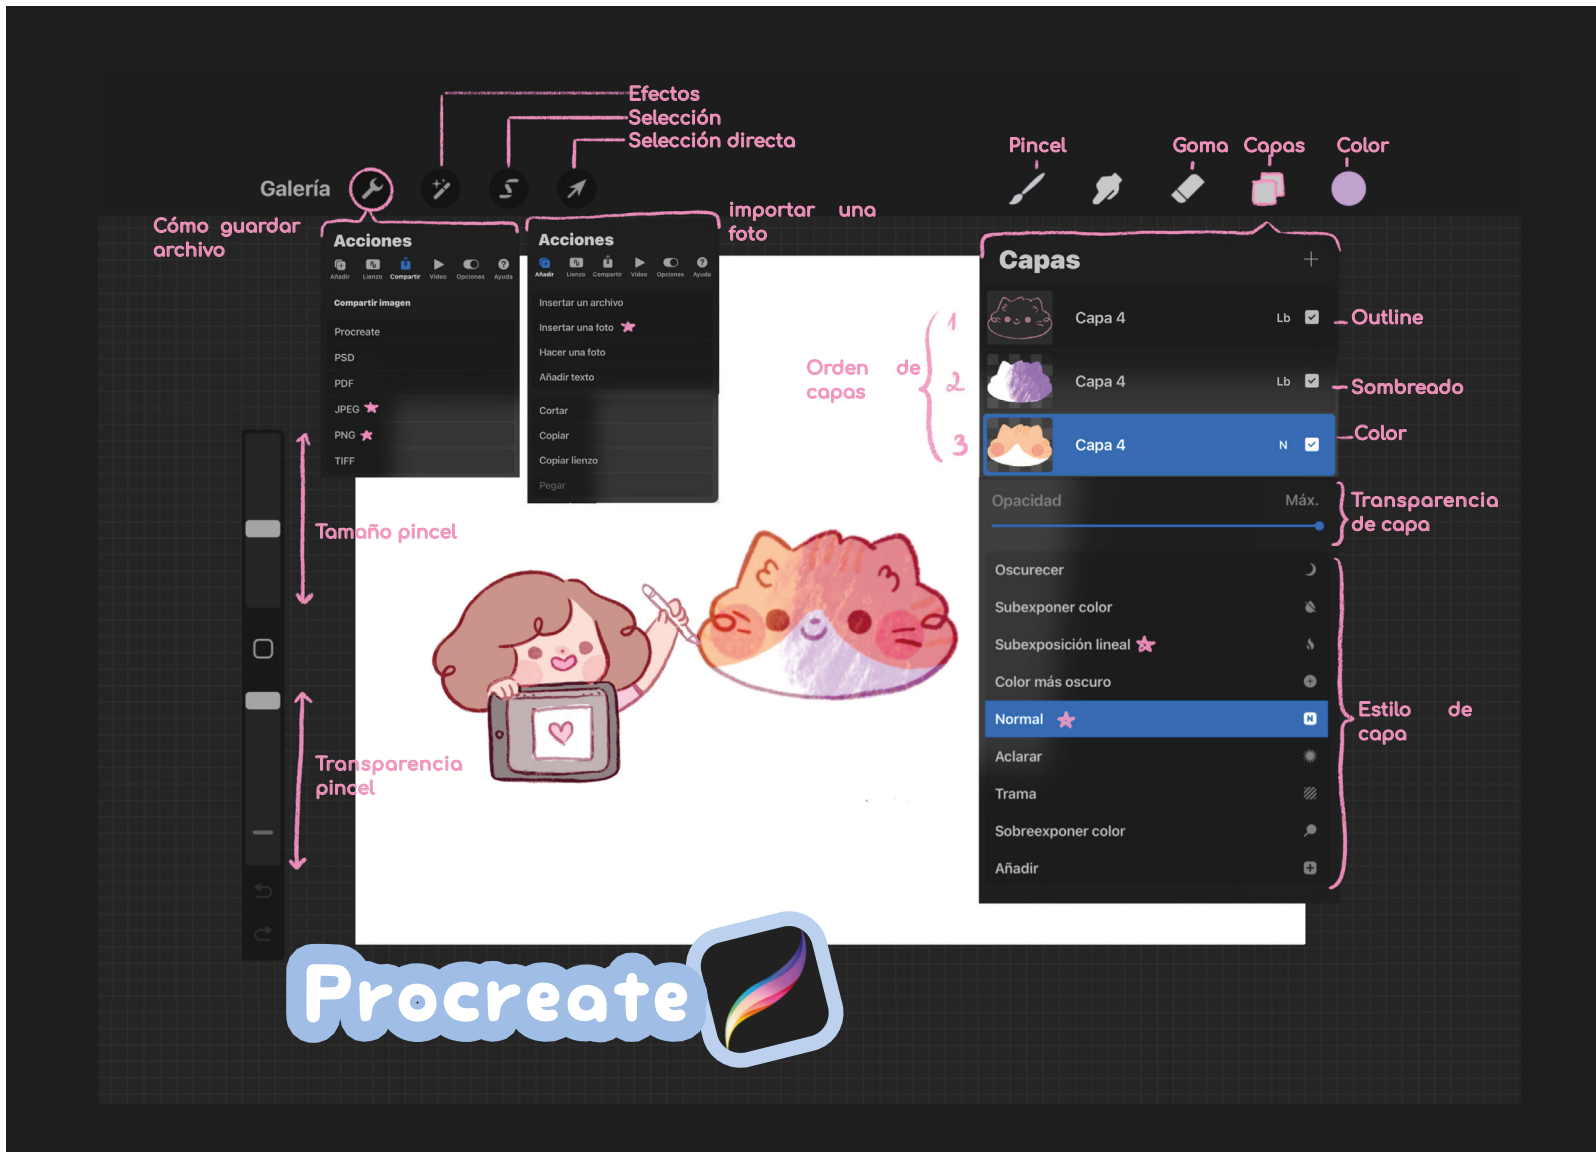 Efectos
Selección
Selección directa
Pincel
Goma
Capas
Color
Galería
Cómo guardar
archivo
importar una
foto
Acciones
Añadir Lienzo Compartir Vídeo Opciones Ayuda
Compartir imagen
Procreate
PSD
PDF
JPEG
PNG
TIFF
Acciones
Añadir Lienzo Compartir Vídeo Opciones Ayuda
Insertar un archivo
Insertar una foto
Hacer una foto
Añadir texto
Cortar
Copiar
Copiar lienzo
Pegar
Orden de
capas
1
2
3
Capas
Capa 4 Lb
Outline
Capa 4 Lb
Sombreado
Capa 4 N
Color
Opacidad Máx.
Transparencia
de capa
Oscurecer
Subexponer color
Subexposición lineal
Color más oscuro
Normal N
Aclarar
Trama
Sobreexponer color
Añadir
Estilo de
capa
Tamaño pincel
Transparencia
pincel
Procreate